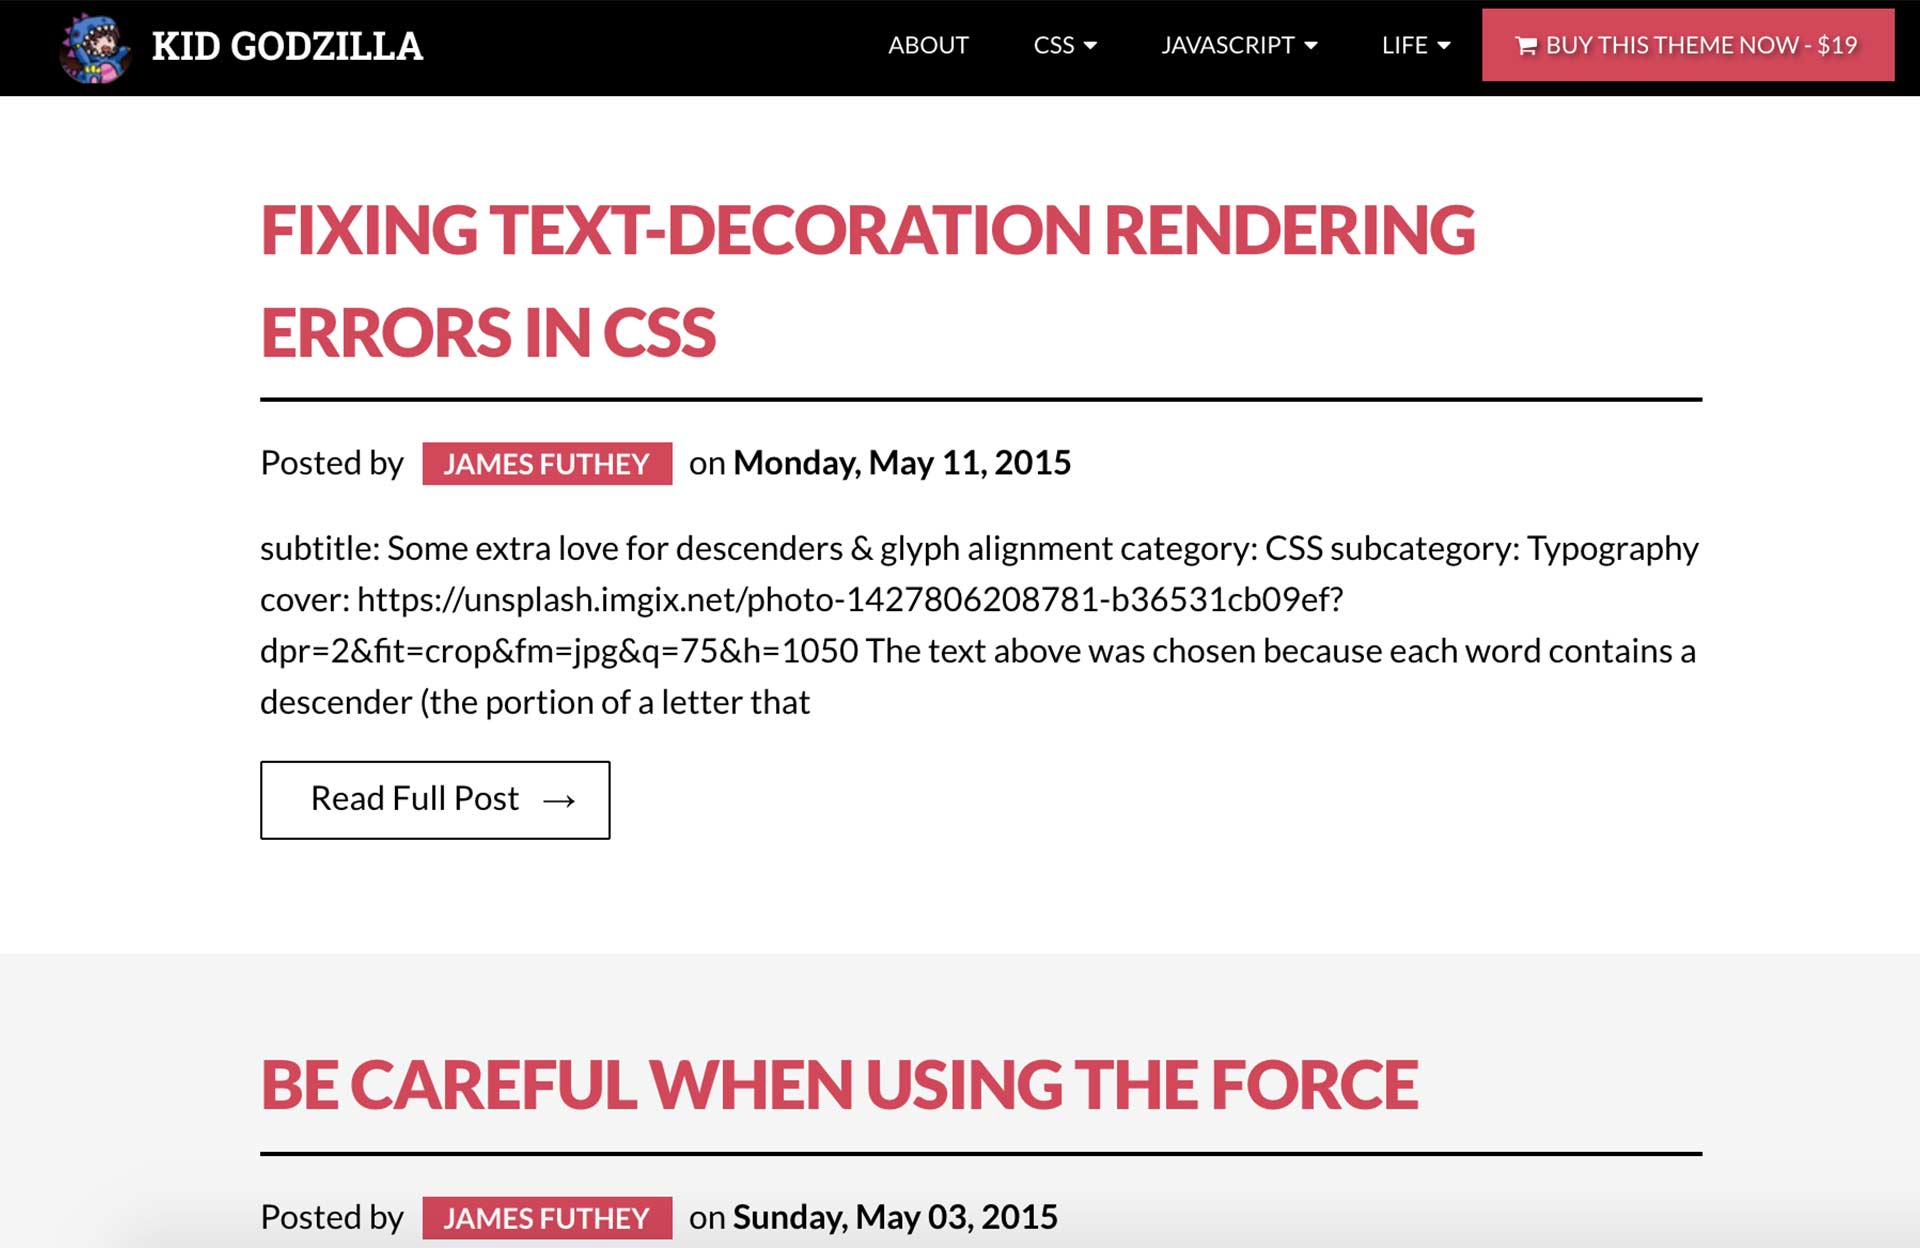 KID GODZILLA
ABOUT
CSS
JAVASCRIPT
LIFE
BUY THIS THEME NOW - $19
FIXING TEXT-DECORATION RENDERING
ERRORS IN CSS
Posted by JAMES FUTHEY on Monday, May 11, 2015
subtitle: Some extra love for descenders & glyph alignment category: CSS subcategory: Typography
cover: https://unsplash.imgix.net/photo-1427806208781-b36531cb09ef?
dpr=2&fit=crop&fm=jpg&q=75&h=1050 The text above was chosen because each word contains a
descender (the portion of a letter that
Read Full Post →
BE CAREFUL WHEN USING THE FORCE
Posted by JAMES FUTHEY on Sunday, May 03, 2015